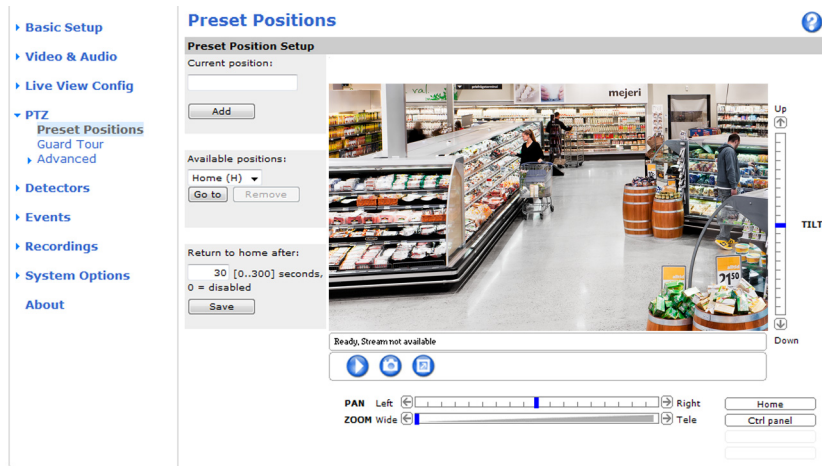 Basic Setup
Video & Audio
Live View Config
PTZ
Preset Positions
Guard Tour
Advanced
Detectors
Events
Recordings
System Options
About
Preset Positions
?
Preset Position Setup
Current position:
Add
Available positions:
Home (H)
Go to
Remove
Return to home after:
30 [0..300] seconds,
0 = disabled
Save
val
mejeri
21 50
Up
TILT
Down
Ready, Stream not available
PAN Left
Right
ZOOM Wide
Tele
Home
Ctrl panel